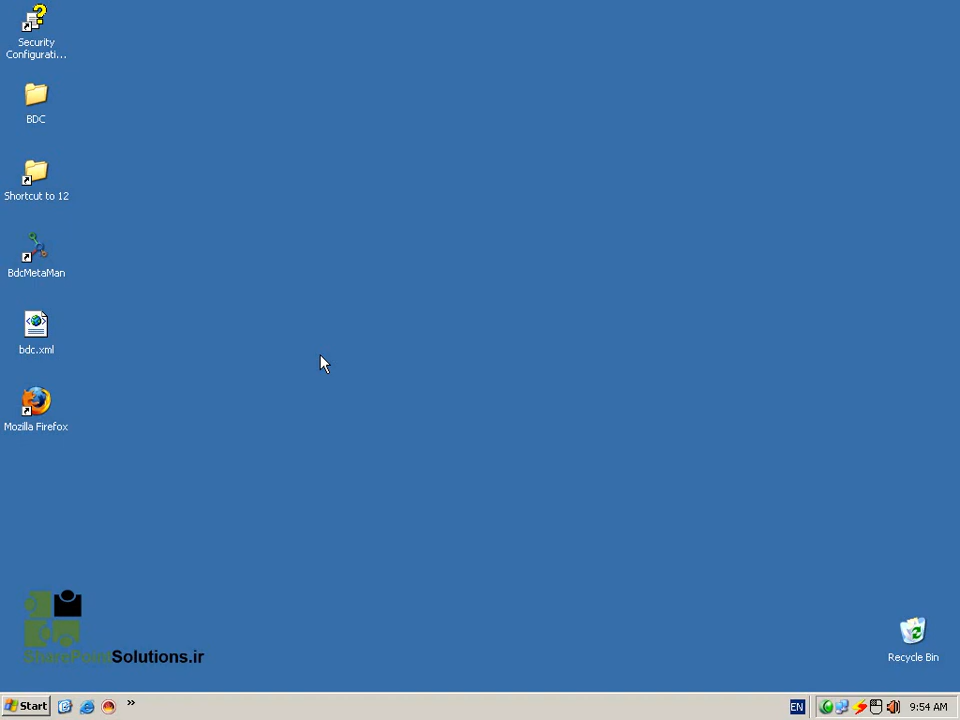 Security
Configurati...
BDC
Shortcut to 12
BdcMetaMan
bdc.xml
Mozilla Firefox
SharePointSolutions.ir
Recycle Bin
Start
EN
9:54 AM